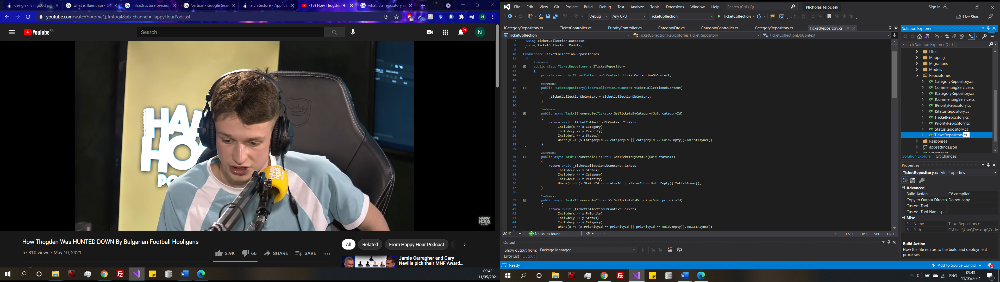 design - Is it good pr
what is fluent api - G
infrastructure present
vertical - Google Sear
architecture - Applicat
(18) How Thogden
what is a repository in
youtube.com/watch?v=omeQJfmfoq4&ab_channel=HappyHourPodcast
35
N
YouTube GB
Search
9+
N
HA
HO
PO
HAPPY HOUR PODCAST
HAPPY
HOUR
PODCAST
How Thogden Was HUNTED DOWN By Bulgarian Football Hooligans
57,810 views • May 10, 2021
2.9K
66
SHARE
SAVE
All
Related
From Happy Hour Podcast
Jamie Carragher and Gary
Neville pick their MNF Award...
09:43
11/05/2021
File Edit View Git Project Build Debug Test Analyze Tools Extensions Window Help
Search (Ctrl+Q)
NicholasHelpDesk
Sign in
Debug
Any CPU
TicketCollection
TicketCollection
Live Share
ICategoryRepository.cs
TicketController.cs
PriorityController.cs
CategoryDto.cs
CategoryController.cs
CategoryRepository.cs
TicketRepository.cs
TicketCollection
TicketCollection.Repositories.TicketRepository
_ticketCollectionDbContext
7 using TicketCollection.Database;
8 using TicketCollection.Models;
9
10 namespace TicketCollection.Repositories
11 {
2 references
12 public class TicketRepository : ITicketRepository
13 {
14 private readonly TicketCollectionDbContext _ticketCollectionDbContext;
15
0 references
16 public TicketRepository(TicketCollectionDbContext ticketCollectionDbContext)
17 {
18 _ticketCollectionDbContext = ticketCollectionDbContext;
19 }
20
2 references
21 public async Task<IEnumerable<Ticket>> GetTicketsByCategory(Guid categoryId)
22 {
23 return await _ticketCollectionDbContext.Tickets
24 .Include(x => x.Category)
25 .Include(y => y.Priority)
26 .Include(z => z.Status)
27 .Where(x => (x.CategoryId == categoryId || categoryId == Guid.Empty)).ToListAsync();
28 }
29
2 references
30 public async Task<IEnumerable<Ticket>> GetTicketsByStatus(Guid statusId)
31 {
32 return await _ticketCollectionDbContext.Tickets
33 .Include(x => x.Status)
34 .Include(y => y.Category)
35 .Include(z => z.Priority)
36 .Where(x => (x.StatusId == statusId || statusId == Guid.Empty)).ToListAsync();
37 }
38
2 references
39 public async Task<IEnumerable<Ticket>> GetTicketsByPriority(Guid priorityId)
40 {
41 return await _ticketCollectionDbContext.Tickets
42 .Include(x => x.Priority)
43 .Include(y => y.Status)
44 .Include(z => z.Category)
45 .Where(x => (x.PriorityId == priorityId || priorityId == Guid.Empty)).ToListAsync();
80 %
No issues found
Ln: 1
Ch: 1
SPC
CRLF
Output
Show output from:
Package Manager
Error List
Output
Ready
Add to Source Control
2
Solution Explorer
Search Solution Explorer (Ctrl+;)
Dtos
Mapping
Migrations
Models
Repositories
C# CategoryRepository.cs
C# CommentingService.cs
C# ICategoryRepository.cs
C# ICommentingService.cs
C# IPriorityRepository.cs
C# IStatusRepository.cs
C# ITicketRepository.cs
C# PriorityRepository.cs
C# StatusRepository.cs
C# TicketRepository.cs
Responses
appsettings.json
Solution Explorer
Git Changes
Properties
TicketRepository.cs File Properties
Advanced
Build Action C# compiler
Copy to Output Directo Do not copy
Custom Tool
Custom Tool Namespac
Misc
File Name TicketRepository.cs
Full Path C:\Users\User\Desktop\Code
Build Action
How the file relates to the build and deployment
processes.
ENG
09:43
11/05/2021
1